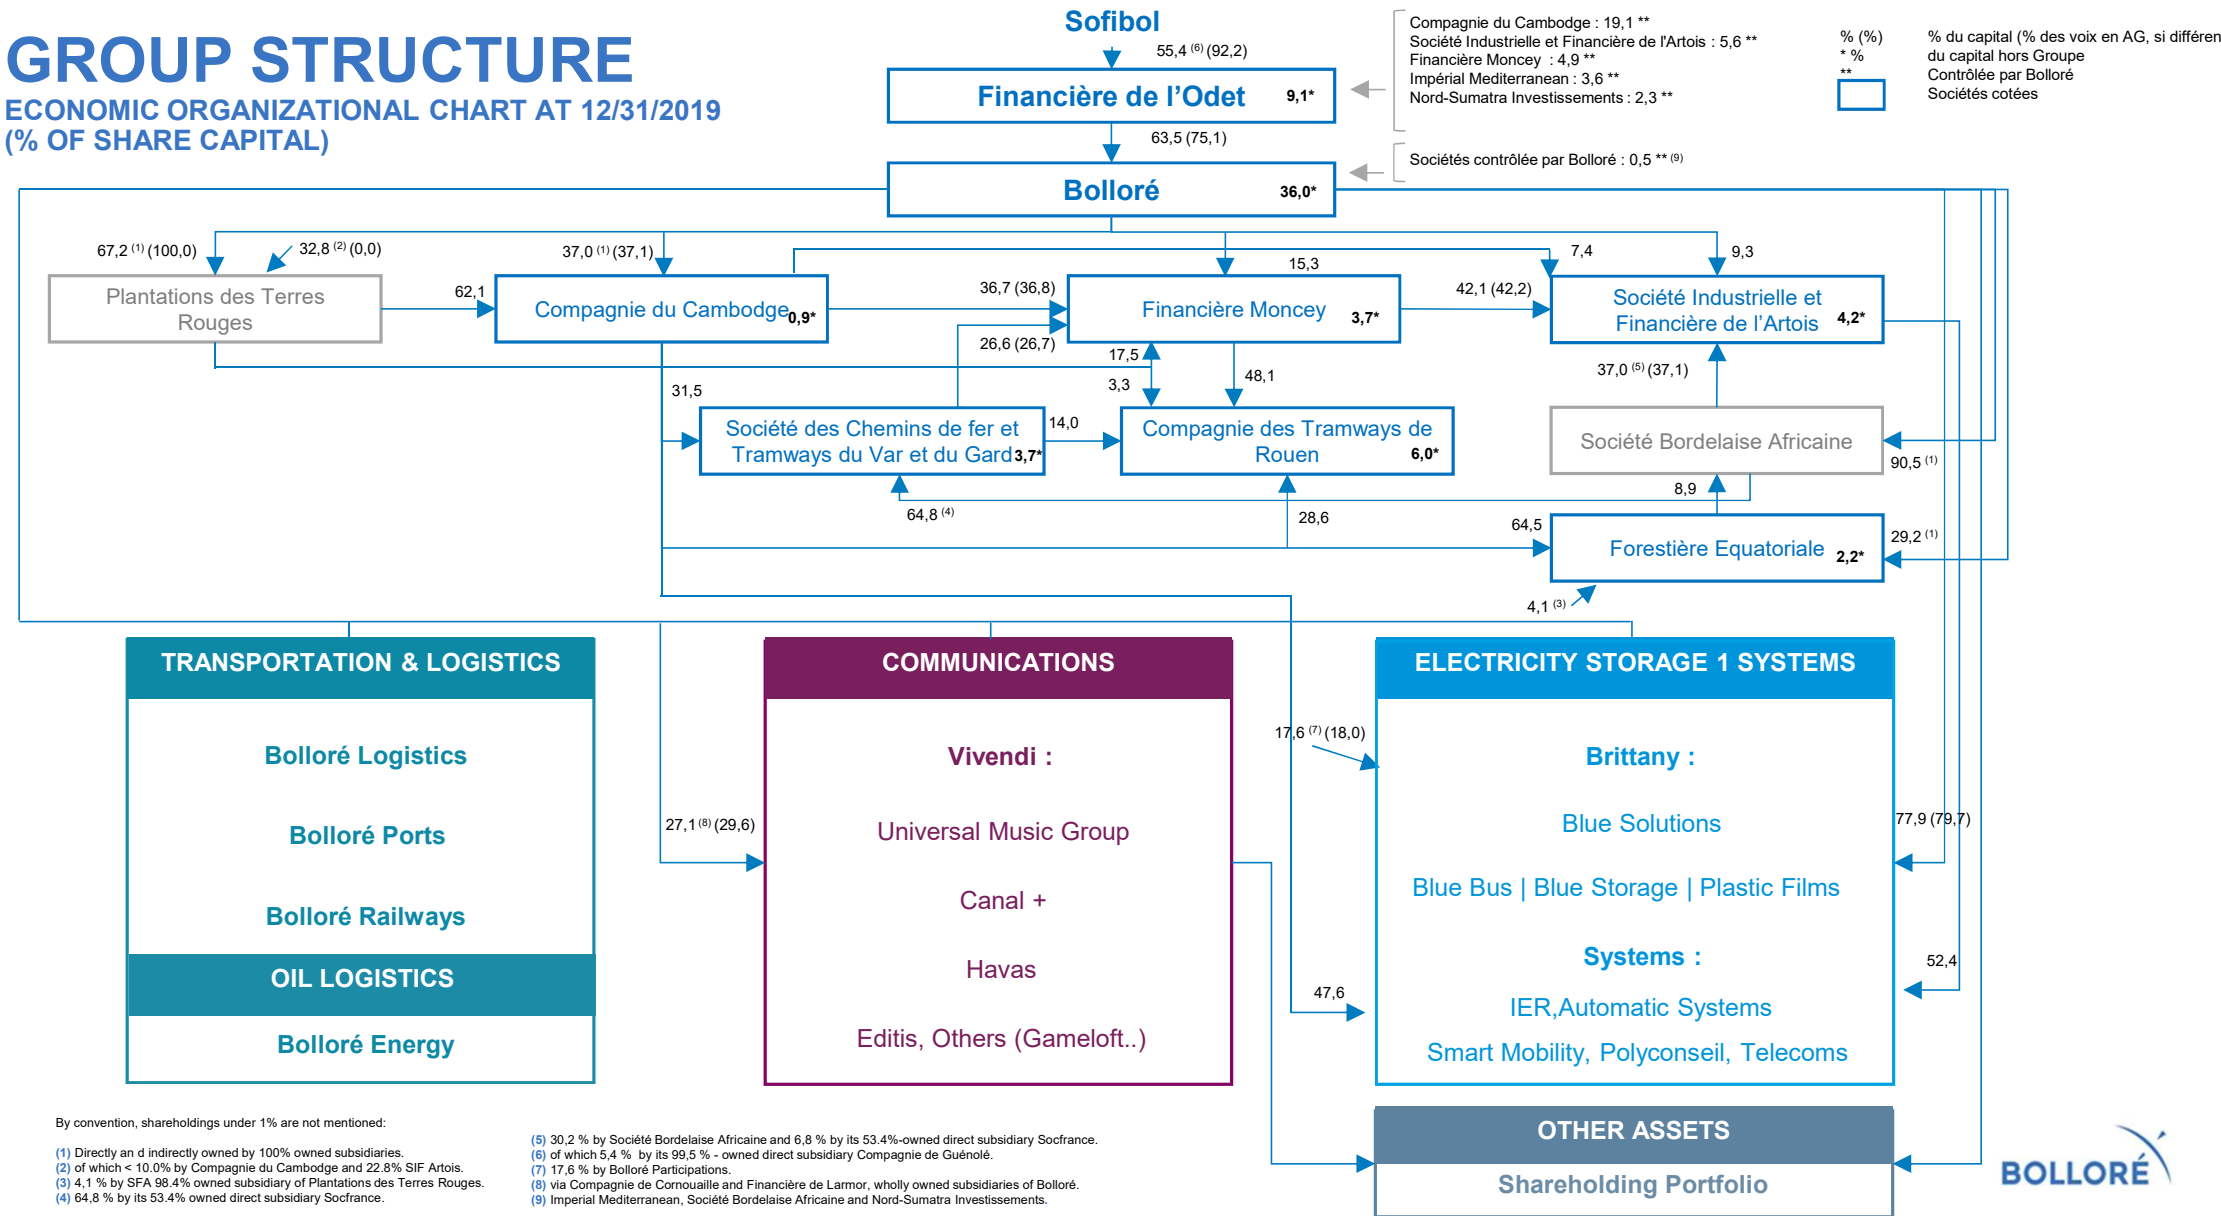 GROUP STRUCTURE
ECONOMIC ORGANIZATIONAL CHART AT 12/31/2019
(% OF SHARE CAPITAL)
Sofibol
55,4 (6) (92,2)
Financière de l'Odet 9,1*
Compagnie du Cambodge : 19,1 **
Société Industrielle et Financière de l'Artois : 5,6 **
Financière Moncey : 4,9 **
Impérial Mediterranean : 3,6 **
Nord-Sumatra Investissements : 2,3 **
% (%) % du capital (% des voix en AG, si différen
* % du capital hors Groupe
** Contrôlée par Bolloré
Sociétés cotées
63,5 (75,1)
Sociétés contrôlée par Bolloré : 0,5 ** (9)
Bolloré 36,0*
67,2 (1) (100,0)
32,8 (2) (0,0)
37,0 (1) (37,1)
15,3
7,4
9,3
Plantations des Terres
Rouges
62,1
Compagnie du Cambodge 0,9*
36,7 (36,8)
Financière Moncey 3,7*
42,1 (42,2)
Société Industrielle et
Financière de l'Artois 4,2*
26,6 (26,7)
17,5
3,3
48,1
37,0 (5) (37,1)
31,5
Société des Chemins de fer et
Tramways du Var et du Gard 3,7*
14,0
Compagnie des Tramways de
Rouen 6,0*
Société Bordelaise Africaine
90,5 (1)
64,8 (4)
28,6
8,9
64,5
Forestière Equatoriale 2,2*
29,2 (1)
4,1 (3)
TRANSPORTATION & LOGISTICS
Bolloré Logistics
Bolloré Ports
Bolloré Railways
OIL LOGISTICS
Bolloré Energy
27,1 (8) (29,6)
COMMUNICATIONS
Vivendi :
Universal Music Group
Canal +
Havas
Editis, Others (Gameloft..)
17,6 (7) (18,0)
47,6
ELECTRICITY STORAGE 1 SYSTEMS
Brittany :
Blue Solutions
Blue Bus | Blue Storage | Plastic Films
Systems :
IER,Automatic Systems
Smart Mobility, Polyconseil, Telecoms
77,9 (79,7)
52,4
OTHER ASSETS
Shareholding Portfolio
By convention, shareholdings under 1% are not mentioned:
(1) Directly an d indirectly owned by 100% owned subsidiaries.
(2) of which < 10.0% by Compagnie du Cambodge and 22.8% SIF Artois.
(3) 4,1 % by SFA 98.4% owned subsidiary of Plantations des Terres Rouges.
(4) 64,8 % by its 53.4% owned direct subsidiary Socfrance.
(5) 30,2 % by Société Bordelaise Africaine and 6,8 % by its 53.4%-owned direct subsidiary Socfrance.
(6) of which 5,4 % by its 99,5 % - owned direct subsidiary Compagnie de Guénolé.
(7) 17,6 % by Bolloré Participations.
(8) via Compagnie de Cornouaille and Financière de Larmor, wholly owned subsidiaries of Bolloré.
(9) Imperial Mediterranean, Société Bordelaise Africaine and Nord-Sumatra Investissements.
BOLLORÉ